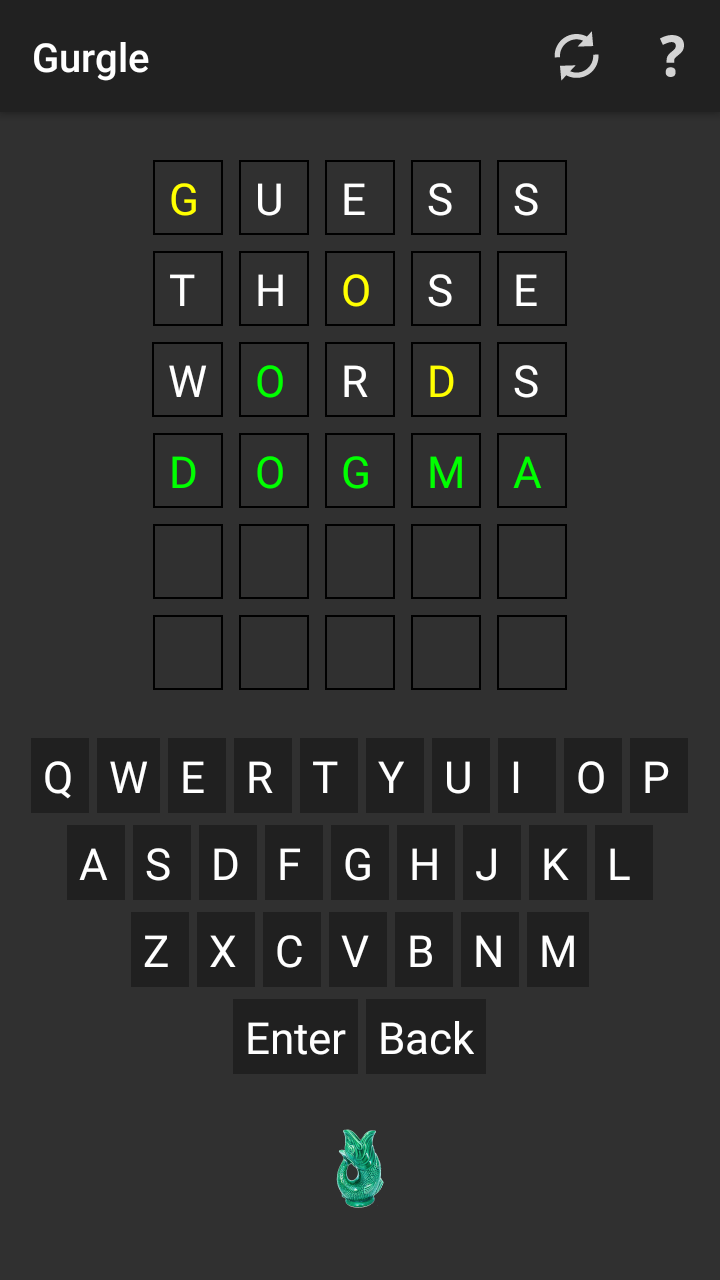 Gurgle ?
G U E S S
T H O S E
W O R D S
D O G M A
Q W E R T Y U I O P
A S D F G H J K L
Z X C V B N M
Enter Back